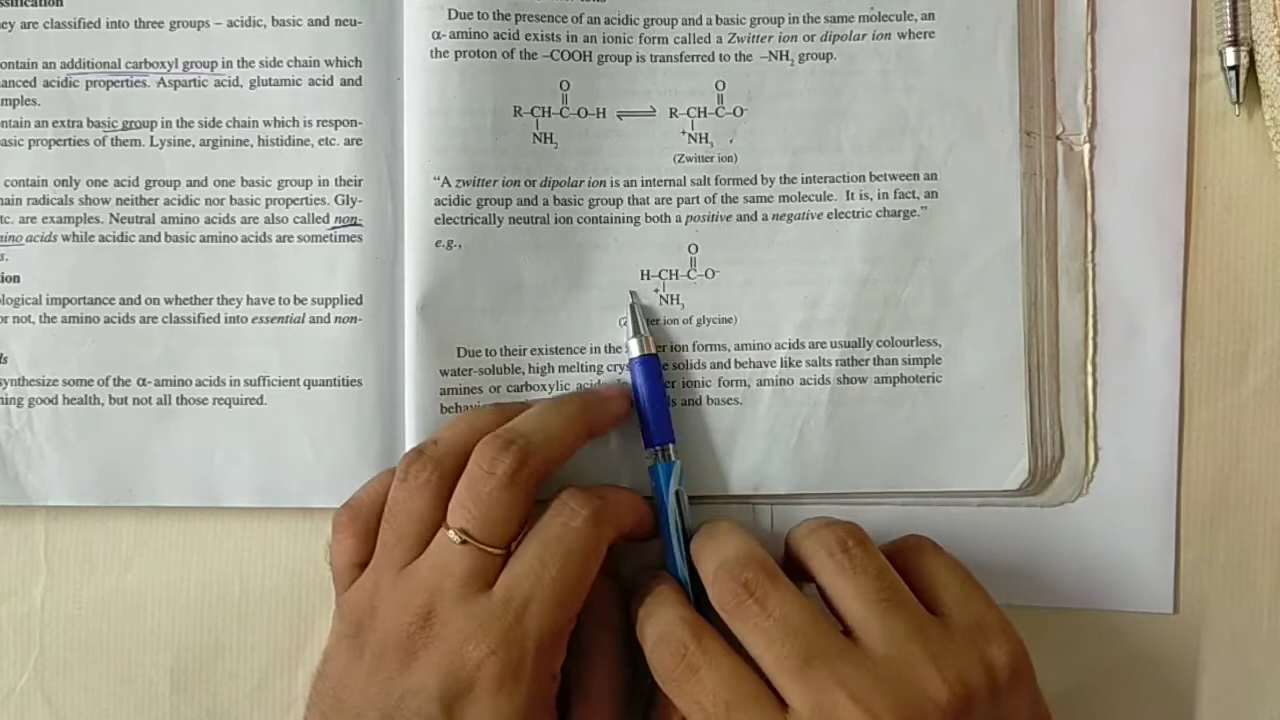 ssification
ey are classified into three groups – acidic, basic and neu-
ontain an additional carboxyl group in the side chain which
anced acidic properties. Aspartic acid, glutamic acid and
mples.
ntain an extra basic group in the side chain which is respon-
asic properties of them. Lysine, arginine, histidine, etc. are
contain only one acid group and one basic group in their
ain radicals show neither acidic nor basic properties. Gly-
tc. are examples. Neutral amino acids are also called non-
ino acids while acidic and basic amino acids are sometimes
s.
ion
ological importance and on whether they have to be supplied
or not, the amino acids are classified into essential and non-
ds
synthesize some of the α-amino acids in sufficient quantities
ning good health, but not all those required.
Due to the presence of an acidic group and a basic group in the same molecule, an
α-amino acid exists in an ionic form called a Zwitter ion or dipolar ion where
the proton of the –COOH group is transferred to the –NH₂ group.
O O
|| ||
R–CH–C–O–H ⇌ R–CH–C–O⁻
| |
NH₂ ⁺NH₃
(Zwitter ion)
“A zwitter ion or dipolar ion is an internal salt formed by the interaction between an
acidic group and a basic group that are part of the same molecule. It is, in fact, an
electrically neutral ion containing both a positive and a negative electric charge.”
e.g.,
O
||
H–CH–C–O⁻
|
⁺NH₃
ter ion of glycine)
Due to their existence in the er ion forms, amino acids are usually colourless,
water-soluble, high melting crys e solids and behave like salts rather than simple
amines or carboxylic acid er ionic form, amino acids show amphoteric
behav s and bases.